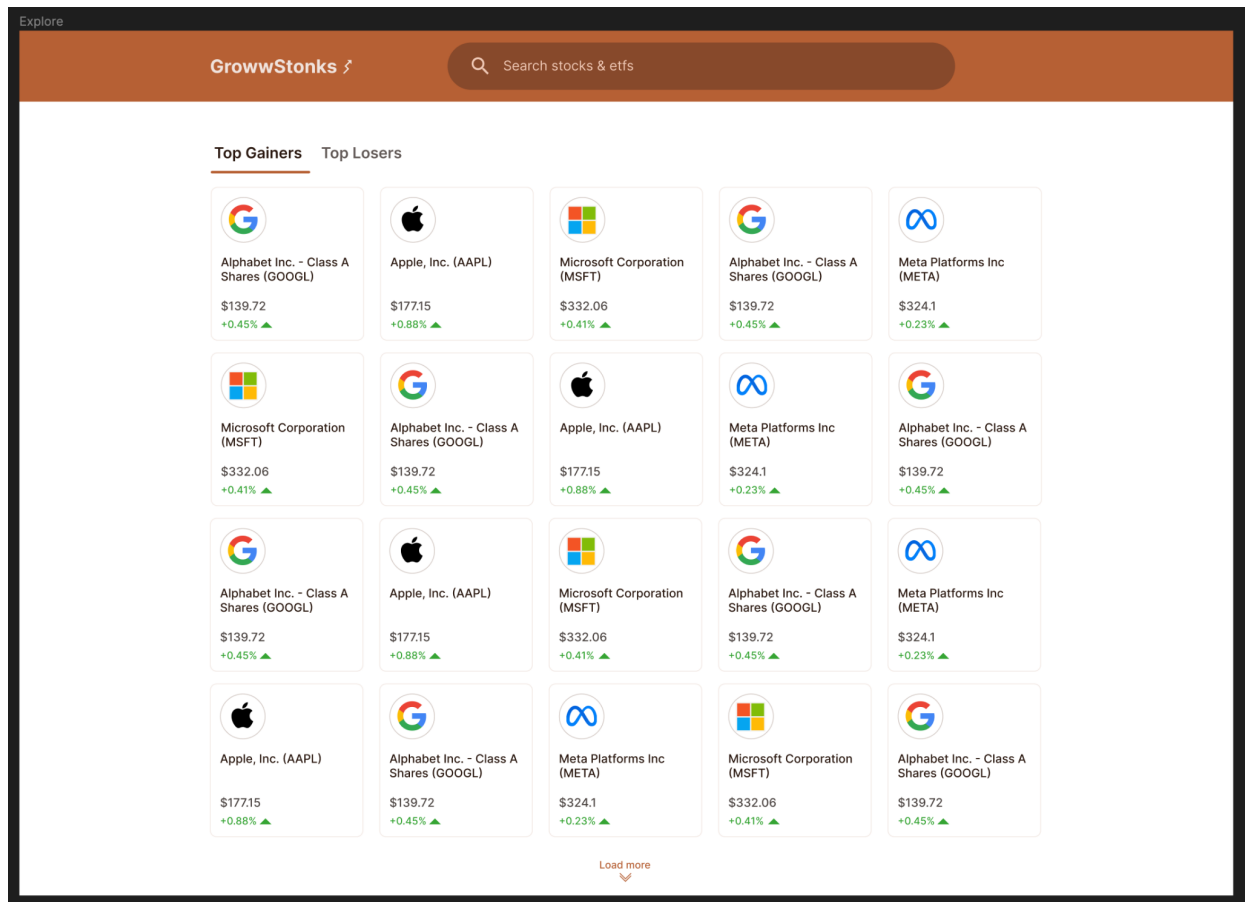 Explore
GrowwStonks
Search stocks & etfs
Top Gainers
Top Losers
Alphabet Inc. - Class A
Shares (GOOGL)
$139.72
+0.45%
Apple, Inc. (AAPL)
$177.15
+0.88%
Microsoft Corporation
(MSFT)
$332.06
+0.41%
Alphabet Inc. - Class A
Shares (GOOGL)
$139.72
+0.45%
Meta Platforms Inc
(META)
$324.1
+0.23%
Microsoft Corporation
(MSFT)
$332.06
+0.41%
Alphabet Inc. - Class A
Shares (GOOGL)
$139.72
+0.45%
Apple, Inc. (AAPL)
$177.15
+0.88%
Meta Platforms Inc
(META)
$324.1
+0.23%
Alphabet Inc. - Class A
Shares (GOOGL)
$139.72
+0.45%
Alphabet Inc. - Class A
Shares (GOOGL)
$139.72
+0.45%
Apple, Inc. (AAPL)
$177.15
+0.88%
Microsoft Corporation
(MSFT)
$332.06
+0.41%
Alphabet Inc. - Class A
Shares (GOOGL)
$139.72
+0.45%
Meta Platforms Inc
(META)
$324.1
+0.23%
Apple, Inc. (AAPL)
$177.15
+0.88%
Alphabet Inc. - Class A
Shares (GOOGL)
$139.72
+0.45%
Meta Platforms Inc
(META)
$324.1
+0.23%
Microsoft Corporation
(MSFT)
$332.06
+0.41%
Alphabet Inc. - Class A
Shares (GOOGL)
$139.72
+0.45%
Load more